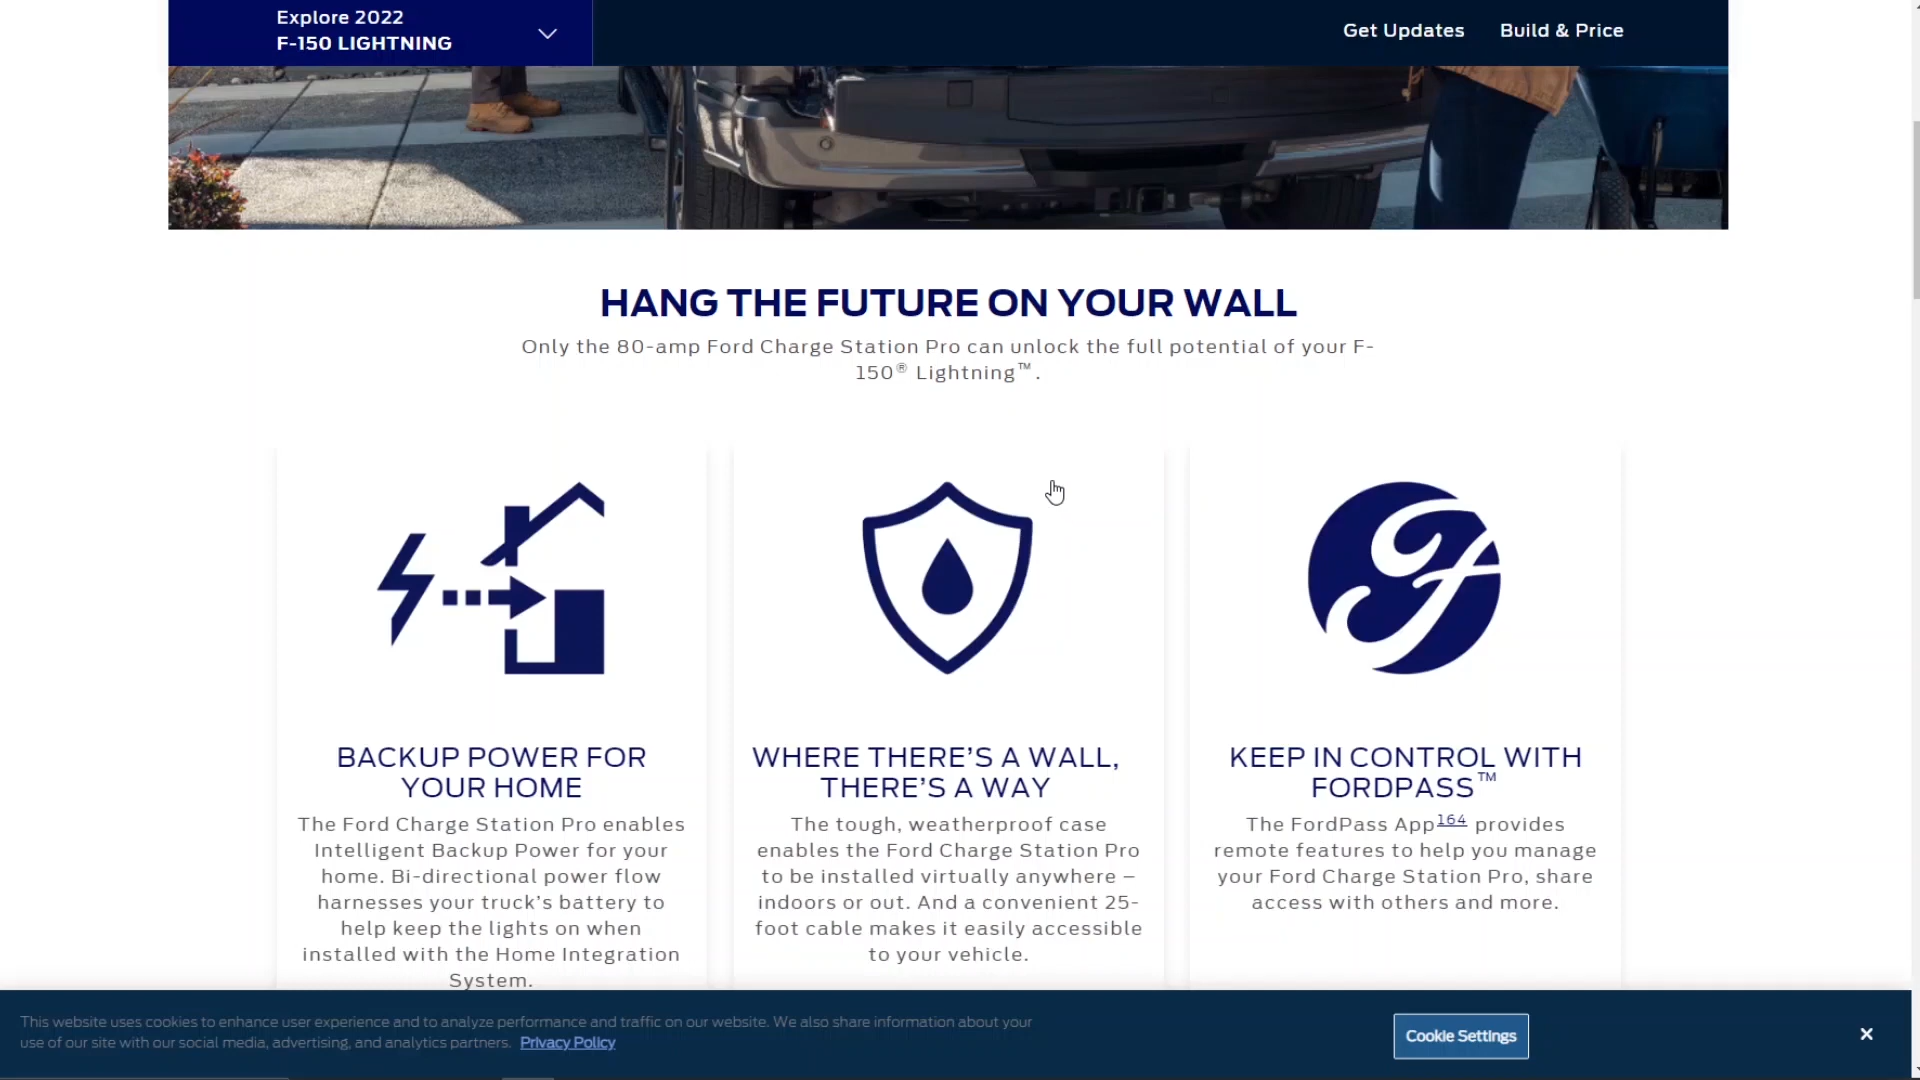 Explore 2022
F-150 LIGHTNING
Get Updates
Build & Price
HANG THE FUTURE ON YOUR WALL
Only the 80-amp Ford Charge Station Pro can unlock the full potential of your F-
150® Lightning™.
BACKUP POWER FOR
YOUR HOME
The Ford Charge Station Pro enables
Intelligent Backup Power for your
home. Bi-directional power flow
harnesses your truck’s battery to
help keep the lights on when
installed with the Home Integration
System.
WHERE THERE’S A WALL,
THERE’S A WAY
The tough, weatherproof case
enables the Ford Charge Station Pro
to be installed virtually anywhere –
indoors or out. And a convenient 25-
foot cable makes it easily accessible
to your vehicle.
KEEP IN CONTROL WITH
FORDPASS™
The FordPass App164 provides
remote features to help you manage
your Ford Charge Station Pro, share
access with others and more.
This website uses cookies to enhance user experience and to analyze performance and traffic on our website. We also share information about your
use of our site with our social media, advertising, and analytics partners. Privacy Policy
Cookie Settings